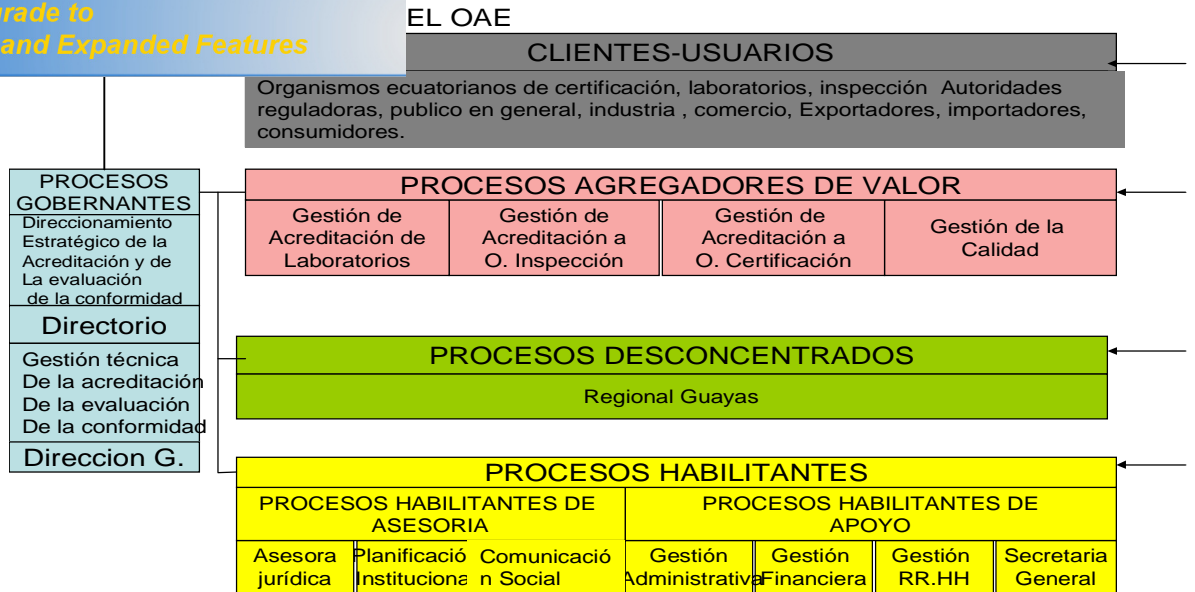 rade to
and Expanded Features
EL OAE
CLIENTES-USUARIOS
Organismos ecuatorianos de certificación, laboratorios, inspección Autoridades
reguladoras, publico en general, industria , comercio, Exportadores, importadores,
consumidores.
PROCESOS
GOBERNANTES
Direccionamiento
Estratégico de la
Acreditación y de
La evaluación
de la conformidad
Directorio
Gestión técnica
De la acreditación
De la evaluación
De la conformidad
Direccion G.
PROCESOS AGREGADORES DE VALOR
Gestión de
Acreditación de
Laboratorios
Gestión de
Acreditación a
O. Inspección
Gestión de
Acreditación a
O. Certificación
Gestión de la
Calidad
PROCESOS DESCONCENTRADOS
Regional Guayas
PROCESOS HABILITANTES
PROCESOS HABILITANTES DE
ASESORIA
PROCESOS HABILITANTES DE
APOYO
Asesora
jurídica
Planificació
Instituciona
Comunicació
n Social
Gestión
Administrativa
Gestión
Financiera
Gestión
RR.HH
Secretaria
General